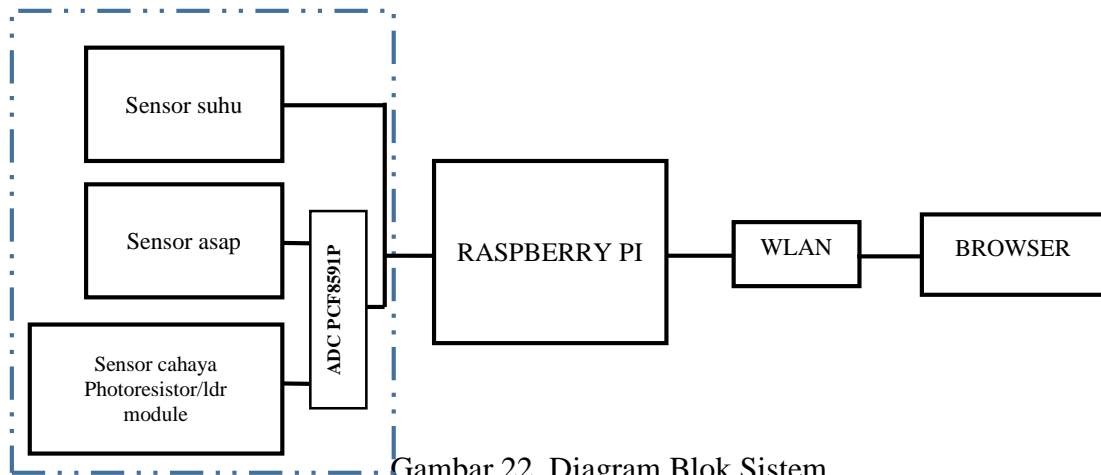 Sensor suhu
Sensor asap
Sensor cahaya
Photoresistor/ldr
module
ADC PCF8591P
RASPBERRY PI
WLAN
BROWSER
Gambar 22. Diagram Blok Sistem